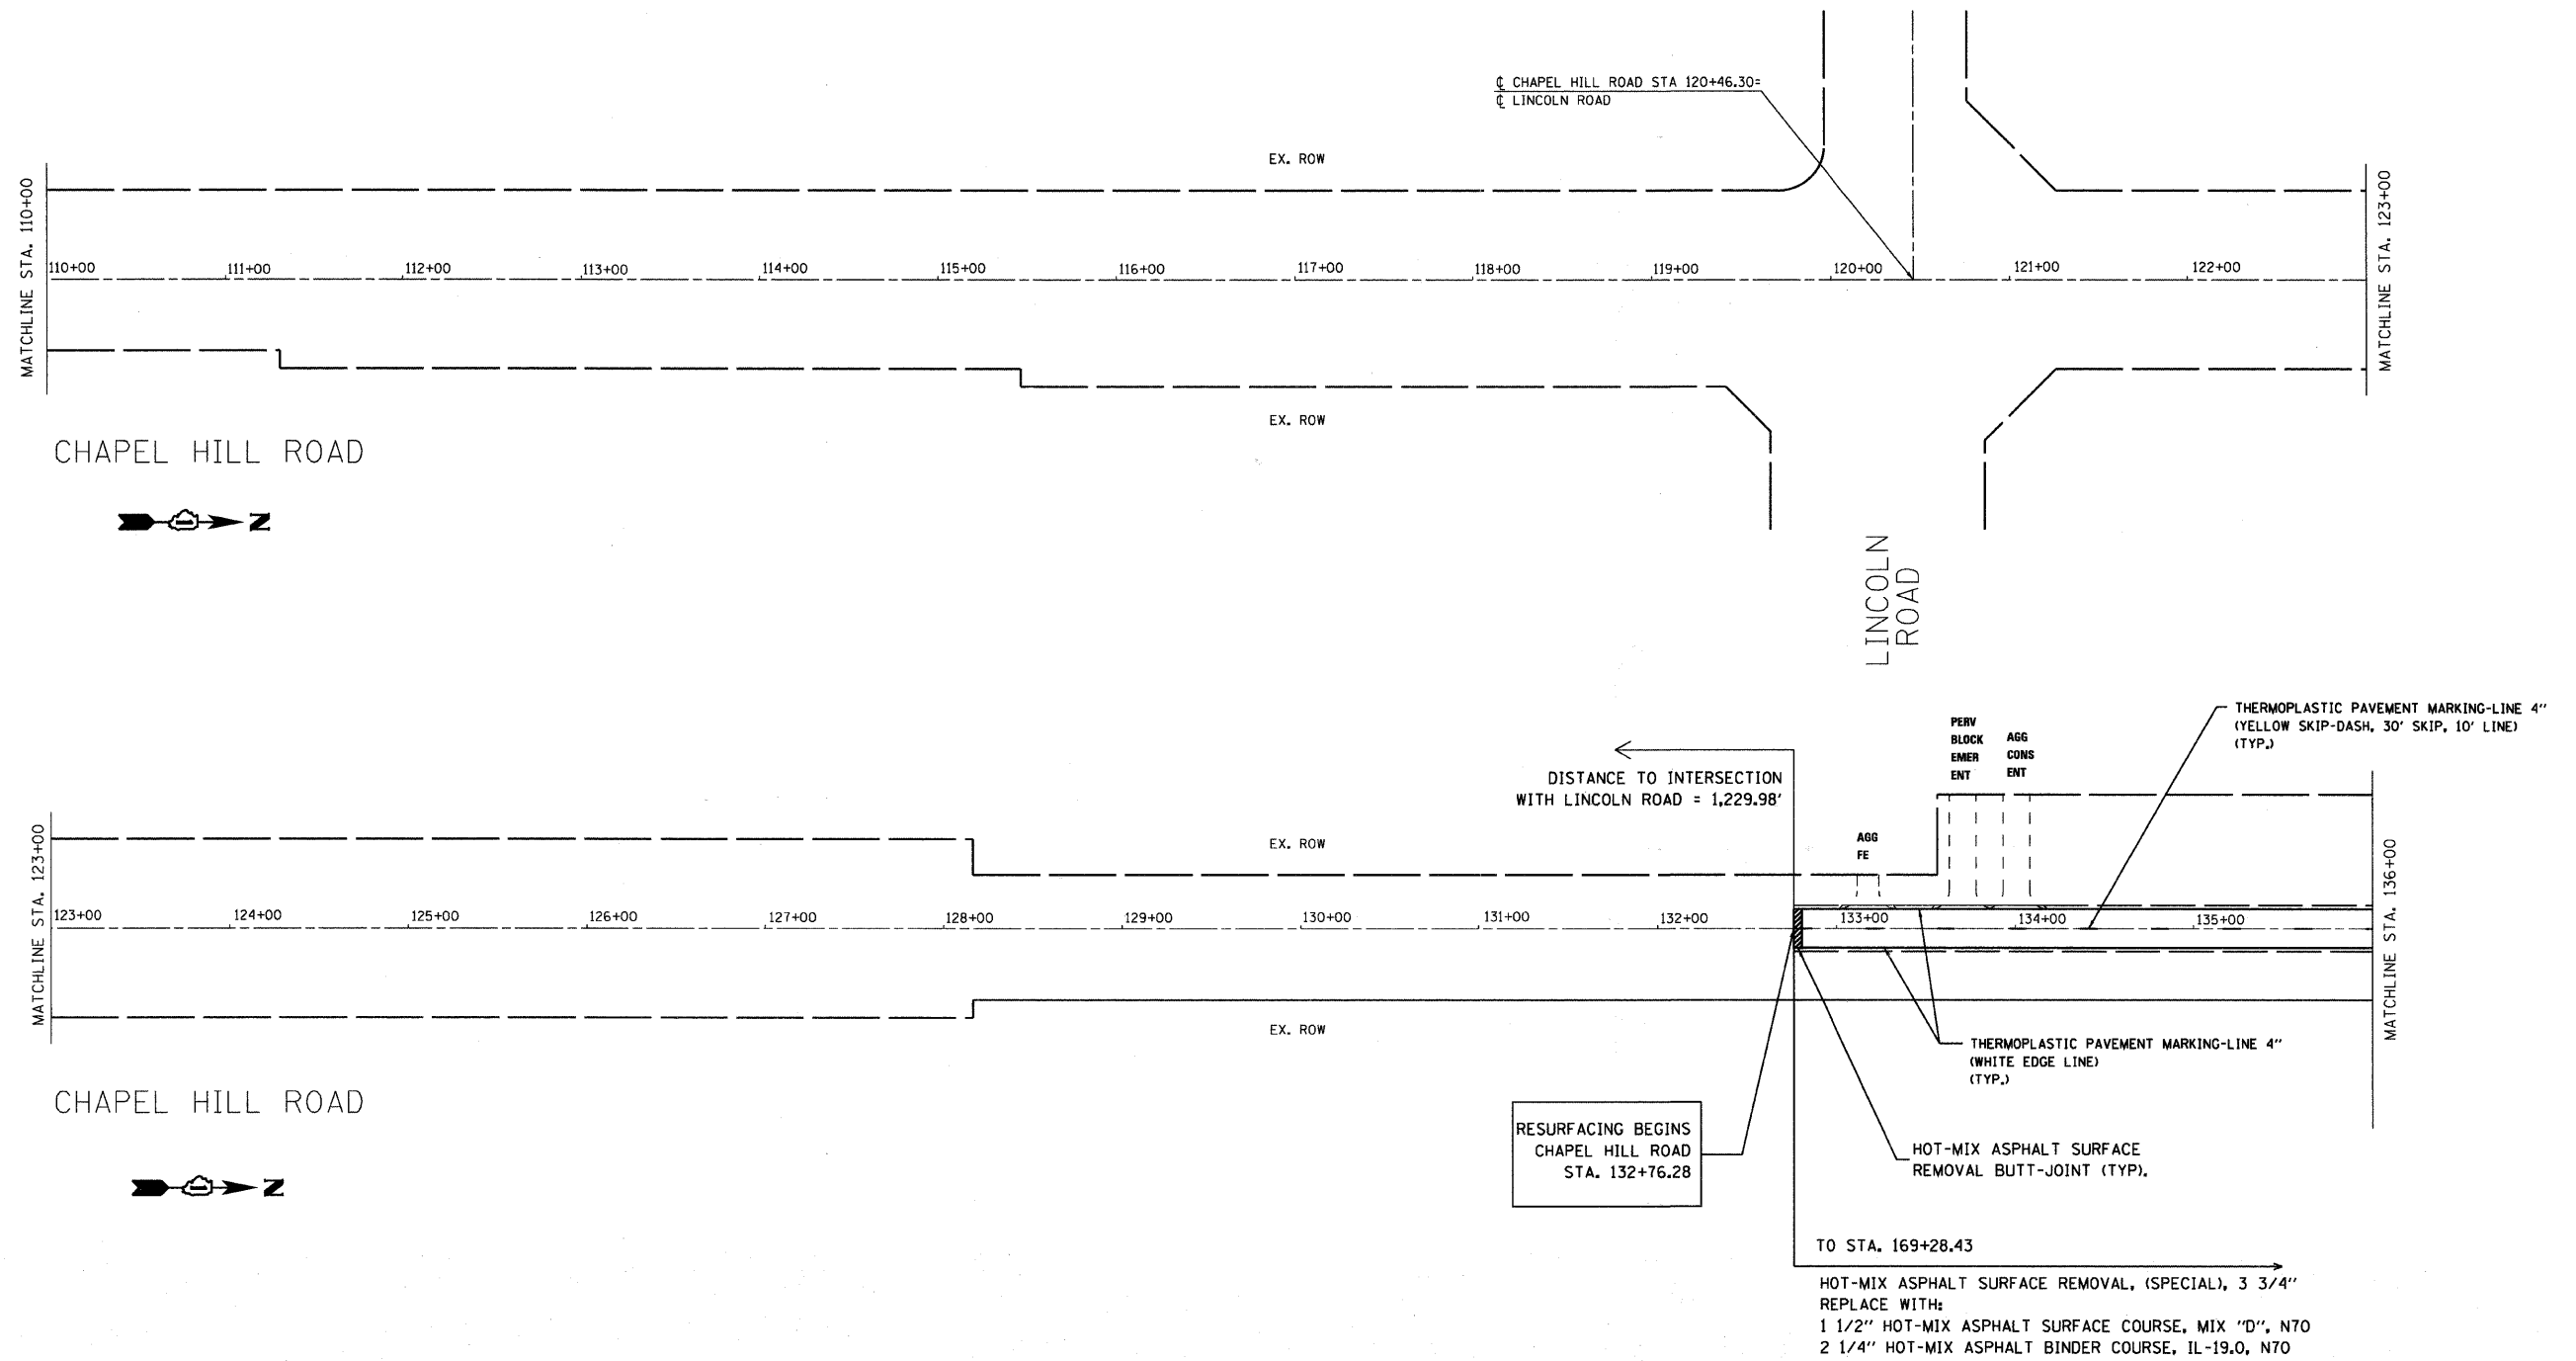 ℄ CHAPEL HILL ROAD STA 120+46.30=
℄ LINCOLN ROAD
EX. ROW
MATCHLINE STA. 110+00
110+00 111+00 112+00 113+00 114+00 115+00 116+00 117+00 118+00 119+00 120+00 121+00 122+00
MATCHLINE STA. 123+00
EX. ROW
CHAPEL HILL ROAD
N
LINCOLN
ROAD
THERMOPLASTIC PAVEMENT MARKING-LINE 4"
(YELLOW SKIP-DASH, 30' SKIP, 10' LINE)
(TYP.)
PERV
BLOCK
EMER
ENT
AGG
CONS
ENT
DISTANCE TO INTERSECTION
WITH LINCOLN ROAD = 1,229.98'
AGG
FE
EX. ROW
MATCHLINE STA. 123+00
123+00 124+00 125+00 126+00 127+00 128+00 129+00 130+00 131+00 132+00 133+00 134+00 135+00
MATCHLINE STA. 136+00
EX. ROW
THERMOPLASTIC PAVEMENT MARKING-LINE 4"
(WHITE EDGE LINE)
(TYP.)
CHAPEL HILL ROAD
N
RESURFACING BEGINS
CHAPEL HILL ROAD
STA. 132+76.28
HOT-MIX ASPHALT SURFACE
REMOVAL BUTT-JOINT (TYP).
TO STA. 169+28.43
HOT-MIX ASPHALT SURFACE REMOVAL, (SPECIAL), 3 3/4"
REPLACE WITH:
1 1/2" HOT-MIX ASPHALT SURFACE COURSE, MIX "D", N70
2 1/4" HOT-MIX ASPHALT BINDER COURSE, IL-19.0, N70